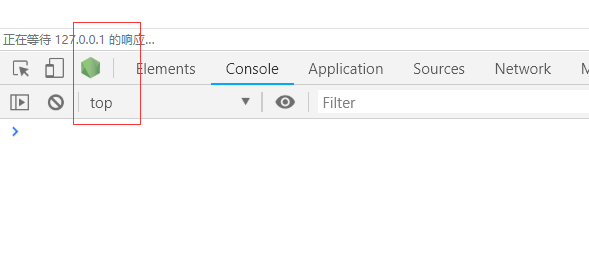 正在等待 127.0.0.1 的响应...
Elements Console Application Sources Network
top Filter